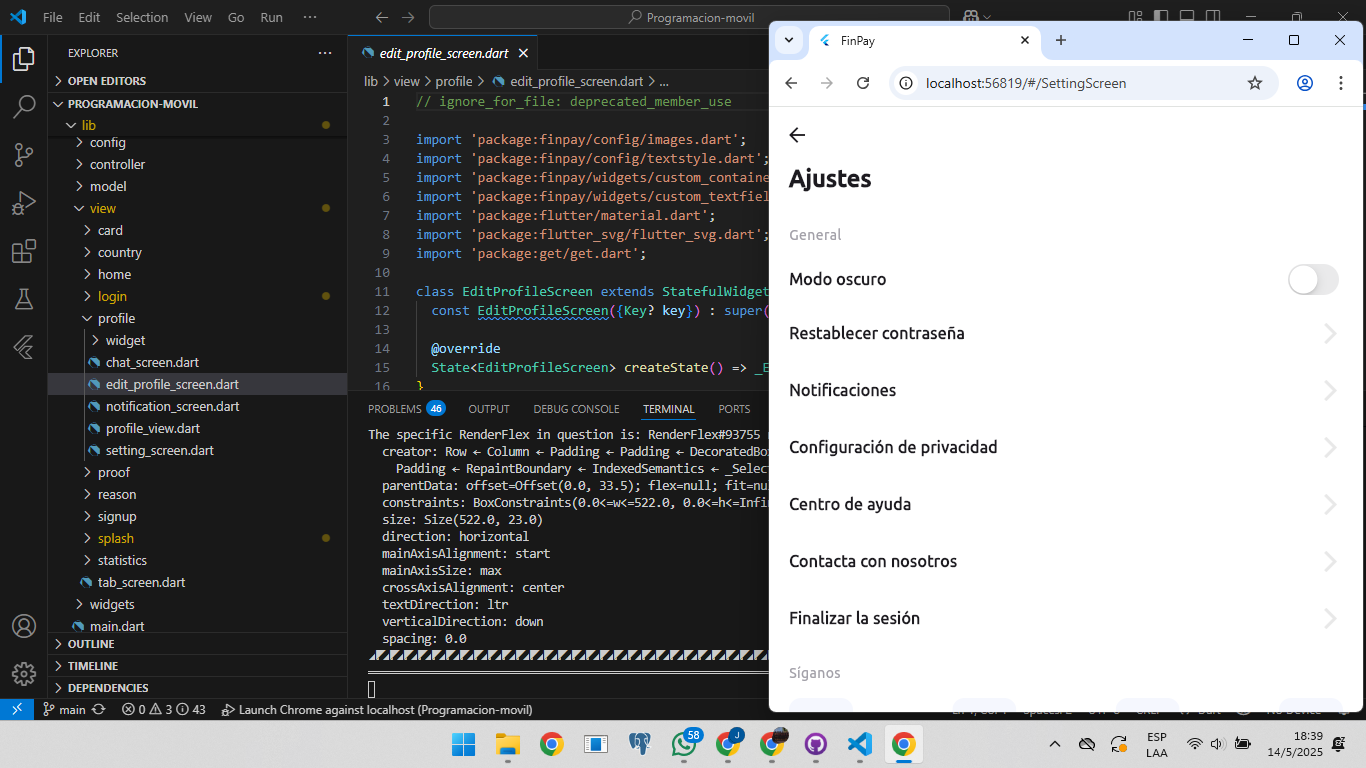 File Edit Selection View Go Run ···
Programacion-movil
EXPLORER
OPEN EDITORS
PROGRAMACION-MOVIL
lib
config
controller
model
view
card
country
home
login
profile
widget
chat_screen.dart
edit_profile_screen.dart
notification_screen.dart
profile_view.dart
setting_screen.dart
proof
reason
signup
splash
statistics
tab_screen.dart
widgets
main.dart
OUTLINE
TIMELINE
DEPENDENCIES
edit_profile_screen.dart
lib > view > profile > edit_profile_screen.dart > ...
1 // ignore_for_file: deprecated_member_use
2
3 import 'package:finpay/config/images.dart';
4 import 'package:finpay/config/textstyle.dart';
5 import 'package:finpay/widgets/custom_containe
6 import 'package:finpay/widgets/custom_textfiel
7 import 'package:flutter/material.dart';
8 import 'package:flutter_svg/flutter_svg.dart';
9 import 'package:get/get.dart';
10
11 class EditProfileScreen extends StatefulWidget
12 const EditProfileScreen({Key? key}) : super(
13
14 @override
15 State<EditProfileScreen> createState() => _E
16 }
PROBLEMS 46 OUTPUT DEBUG CONSOLE TERMINAL PORTS
The specific RenderFlex in question is: RenderFlex#93755
creator: Row ← Column ← Padding ← Padding ← DecoratedBo
Padding ← RepaintBoundary ← IndexedSemantics ← _Selec
parentData: offset=Offset(0.0, 33.5); flex=null; fit=nu
constraints: BoxConstraints(0.0<=w<=522.0, 0.0<=h<=Infi
size: Size(522.0, 23.0)
direction: horizontal
mainAxisAlignment: start
mainAxisSize: max
crossAxisAlignment: center
textDirection: ltr
verticalDirection: down
spacing: 0.0
main 0 3 43 Launch Chrome against localhost (Programacion-movil)
FinPay
localhost:56819/#/SettingScreen
Ajustes
General
Modo oscuro
Restablecer contraseña
Notificaciones
Configuración de privacidad
Centro de ayuda
Contacta con nosotros
Finalizar la sesión
Síganos
58
J
ESP
LAA
18:39
14/5/2025